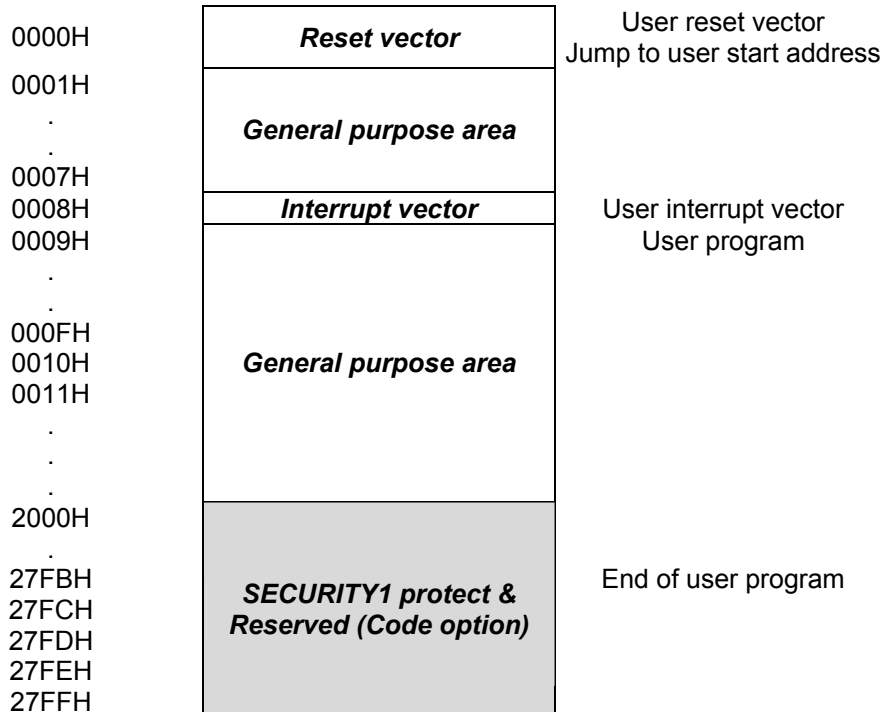 0000H Reset vector User reset vector
Jump to user start address
0001H
.
. General purpose area
0007H
0008H Interrupt vector User interrupt vector
0009H User program
.
.
000FH
0010H General purpose area
0011H
.
.
.
2000H
.
27FBH SECURITY1 protect & End of user program
27FCH Reserved (Code option)
27FDH
27FEH
27FFH